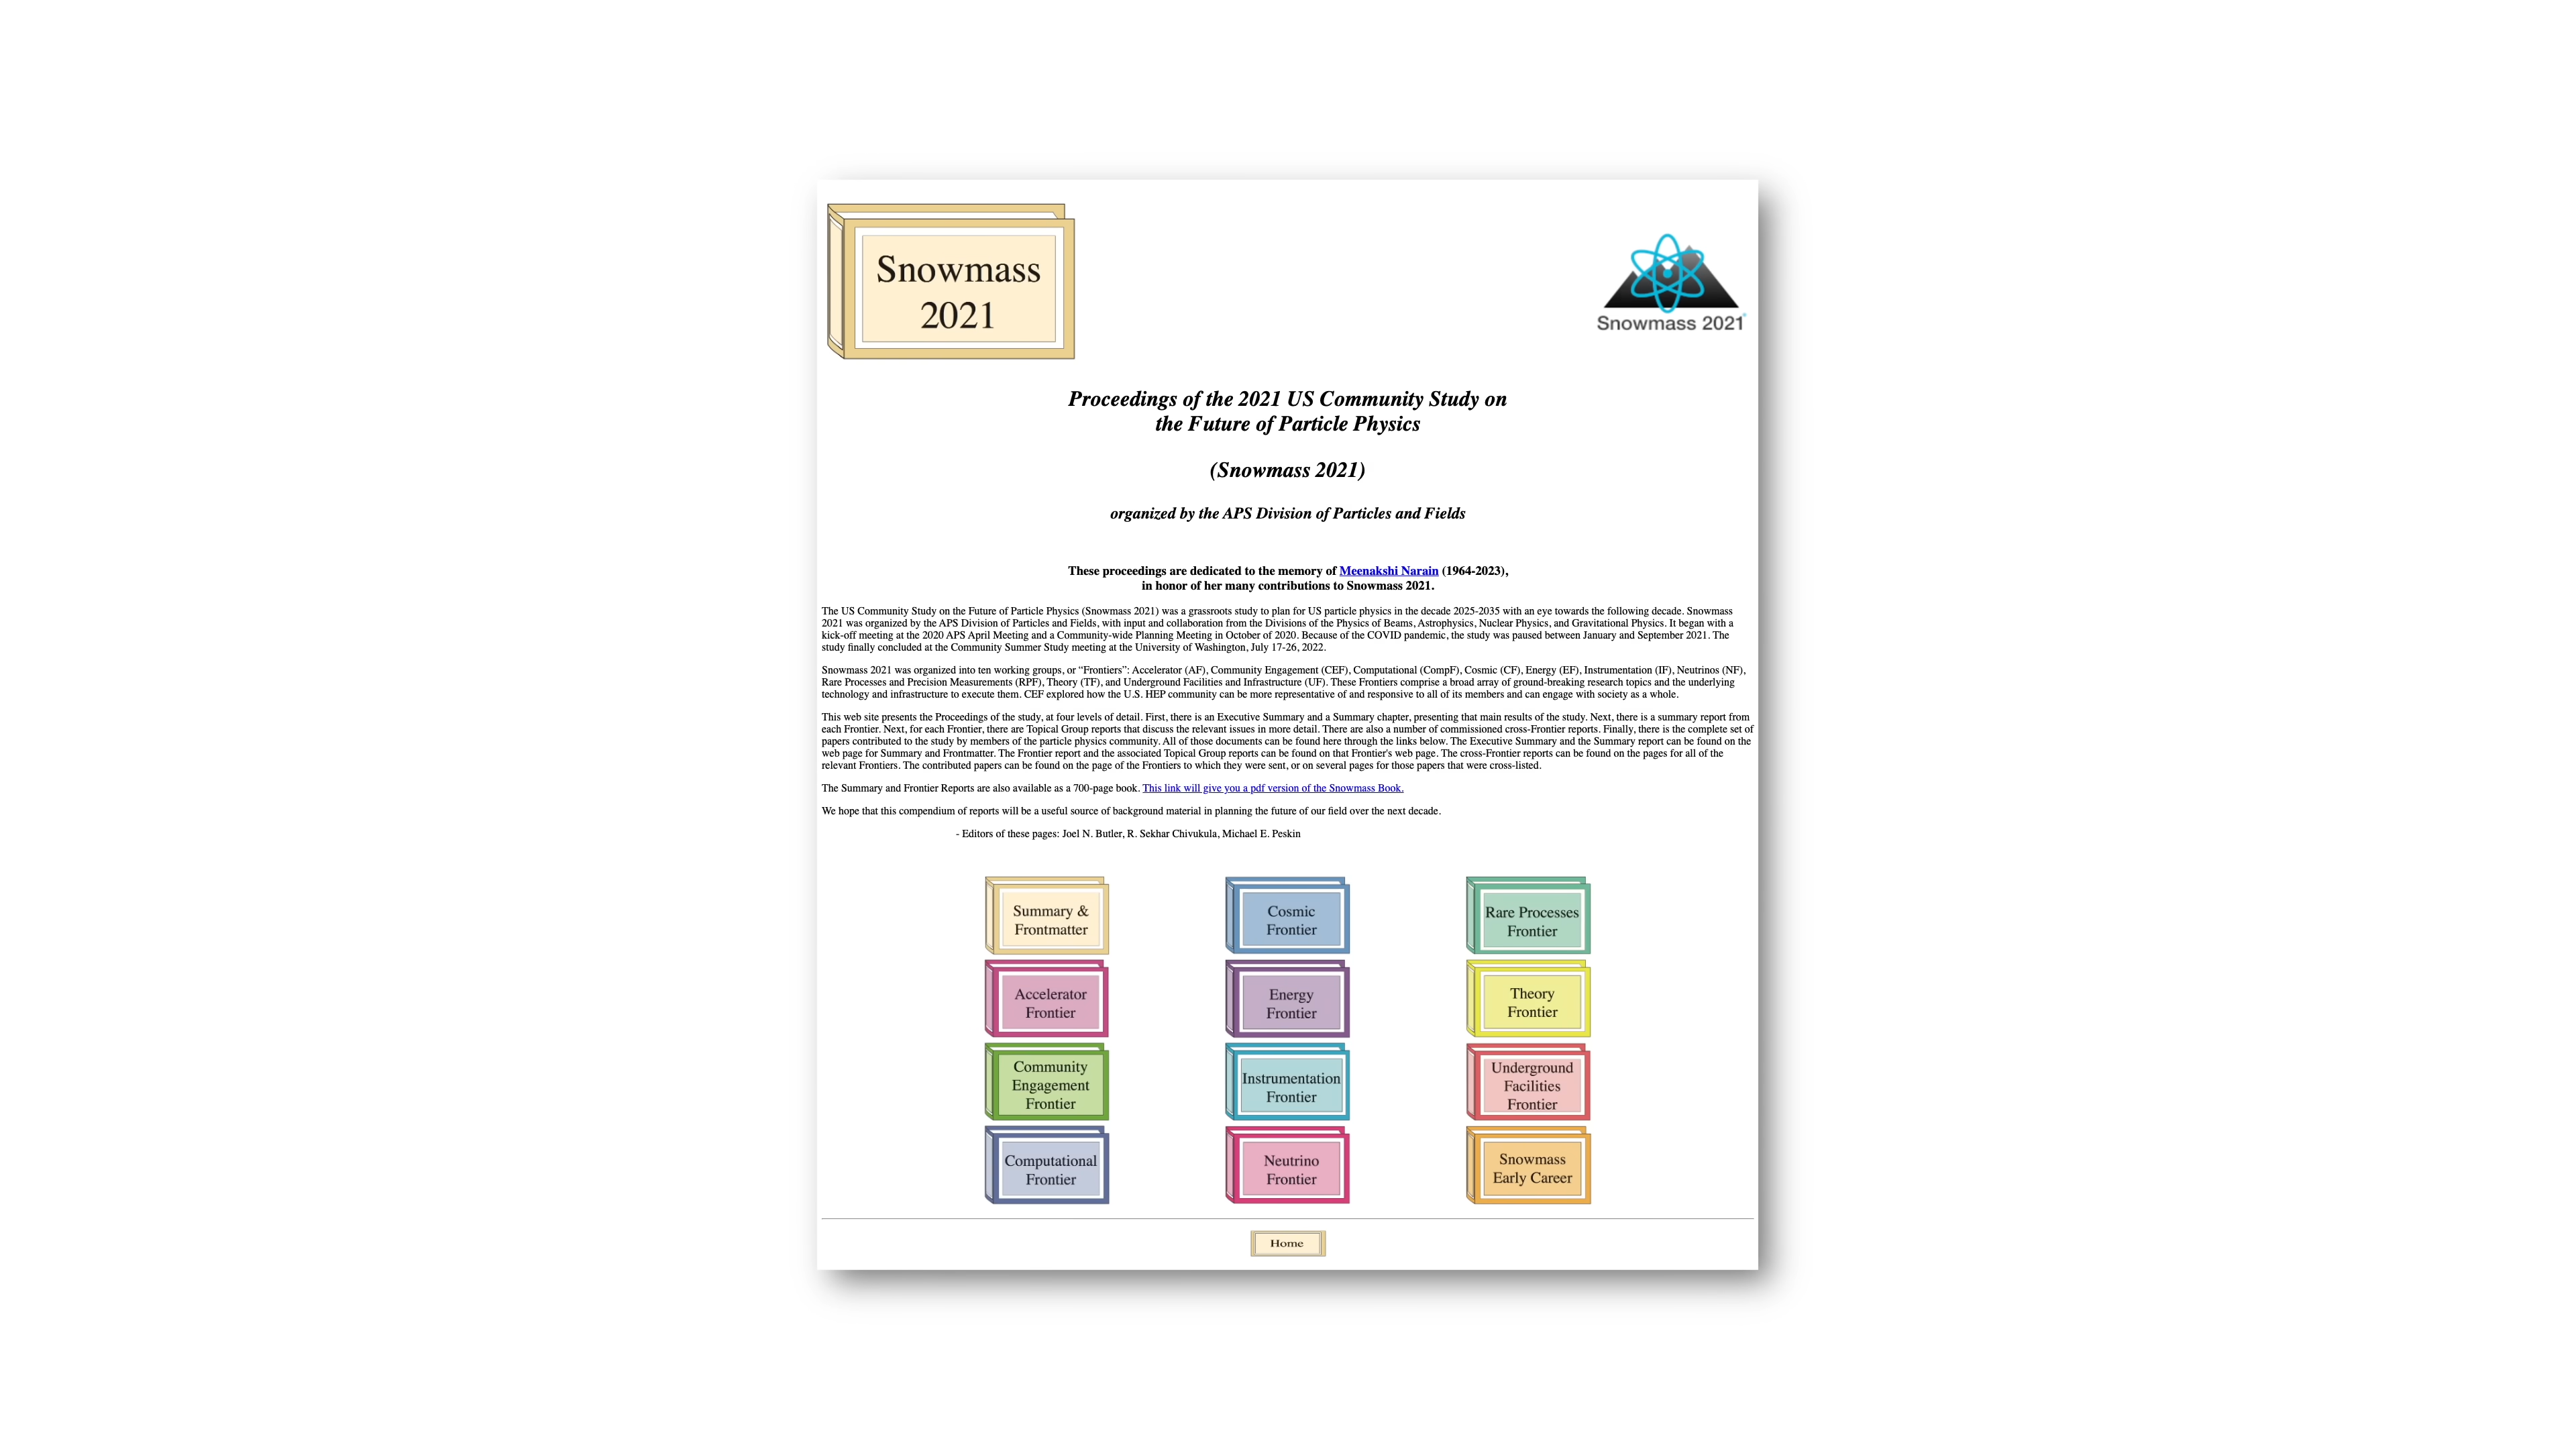 Snowmass
2021
Snowmass 2021
Proceedings of the 2021 US Community Study on
the Future of Particle Physics
(Snowmass 2021)
organized by the APS Division of Particles and Fields
These proceedings are dedicated to the memory of Meenakshi Narain (1964-2023),
in honor of her many contributions to Snowmass 2021.
The US Community Study on the Future of Particle Physics (Snowmass 2021) was a grassroots study to plan for US particle physics in the decade 2025-2035 with an eye towards the following decade. Snowmass
2021 was organized by the APS Division of Particles and Fields, with input and collaboration from the Divisions of the Physics of Beams, Astrophysics, Nuclear Physics, and Gravitational Physics. It began with a
kick-off meeting at the 2020 APS April Meeting and a Community-wide Planning Meeting in October of 2020. Because of the COVID pandemic, the study was paused between January and September 2021. The
study finally concluded at the Community Summer Study meeting at the University of Washington, July 17-26, 2022.
Snowmass 2021 was organized into ten working groups, or “Frontiers”: Accelerator (AF), Community Engagement (CEF), Computational (CompF), Cosmic (CF), Energy (EF), Instrumentation (IF), Neutrinos (NF),
Rare Processes and Precision Measurements (RPF), Theory (TF), and Underground Facilities and Infrastructure (UF). These Frontiers comprise a broad array of ground-breaking research topics and the underlying
technology and infrastructure to execute them. CEF explored how the U.S. HEP community can be more representative of and responsive to all of its members and can engage with society as a whole.
This web site presents the Proceedings of the study, at four levels of detail. First, there is an Executive Summary and a Summary chapter, presenting that main results of the study. Next, there is a summary report from
each Frontier. Next, for each Frontier, there are Topical Group reports that discuss the relevant issues in more detail. There are also a number of commissioned cross-Frontier reports. Finally, there is the complete set of
papers contributed to the study by members of the particle physics community. All of those documents can be found here through the links below. The Executive Summary and the Summary report can be found on the
web page for Summary and Frontmatter. The Frontier report and the associated Topical Group reports can be found on that Frontier's web page. The cross-Frontier reports can be found on the pages for all of the
relevant Frontiers. The contributed papers can be found on the page of the Frontiers to which they were sent, or on several pages for those papers that were cross-listed.
The Summary and Frontier Reports are also available as a 700-page book. This link will give you a pdf version of the Snowmass Book.
We hope that this compendium of reports will be a useful source of background material in planning the future of our field over the next decade.
- Editors of these pages: Joel N. Butler, R. Sekhar Chivukula, Michael E. Peskin
Summary &
Frontmatter
Cosmic
Frontier
Rare Processes
Frontier
Accelerator
Frontier
Energy
Frontier
Theory
Frontier
Community
Engagement
Frontier
Instrumentation
Frontier
Underground
Facilities
Frontier
Computational
Frontier
Neutrino
Frontier
Snowmass
Early Career
Home